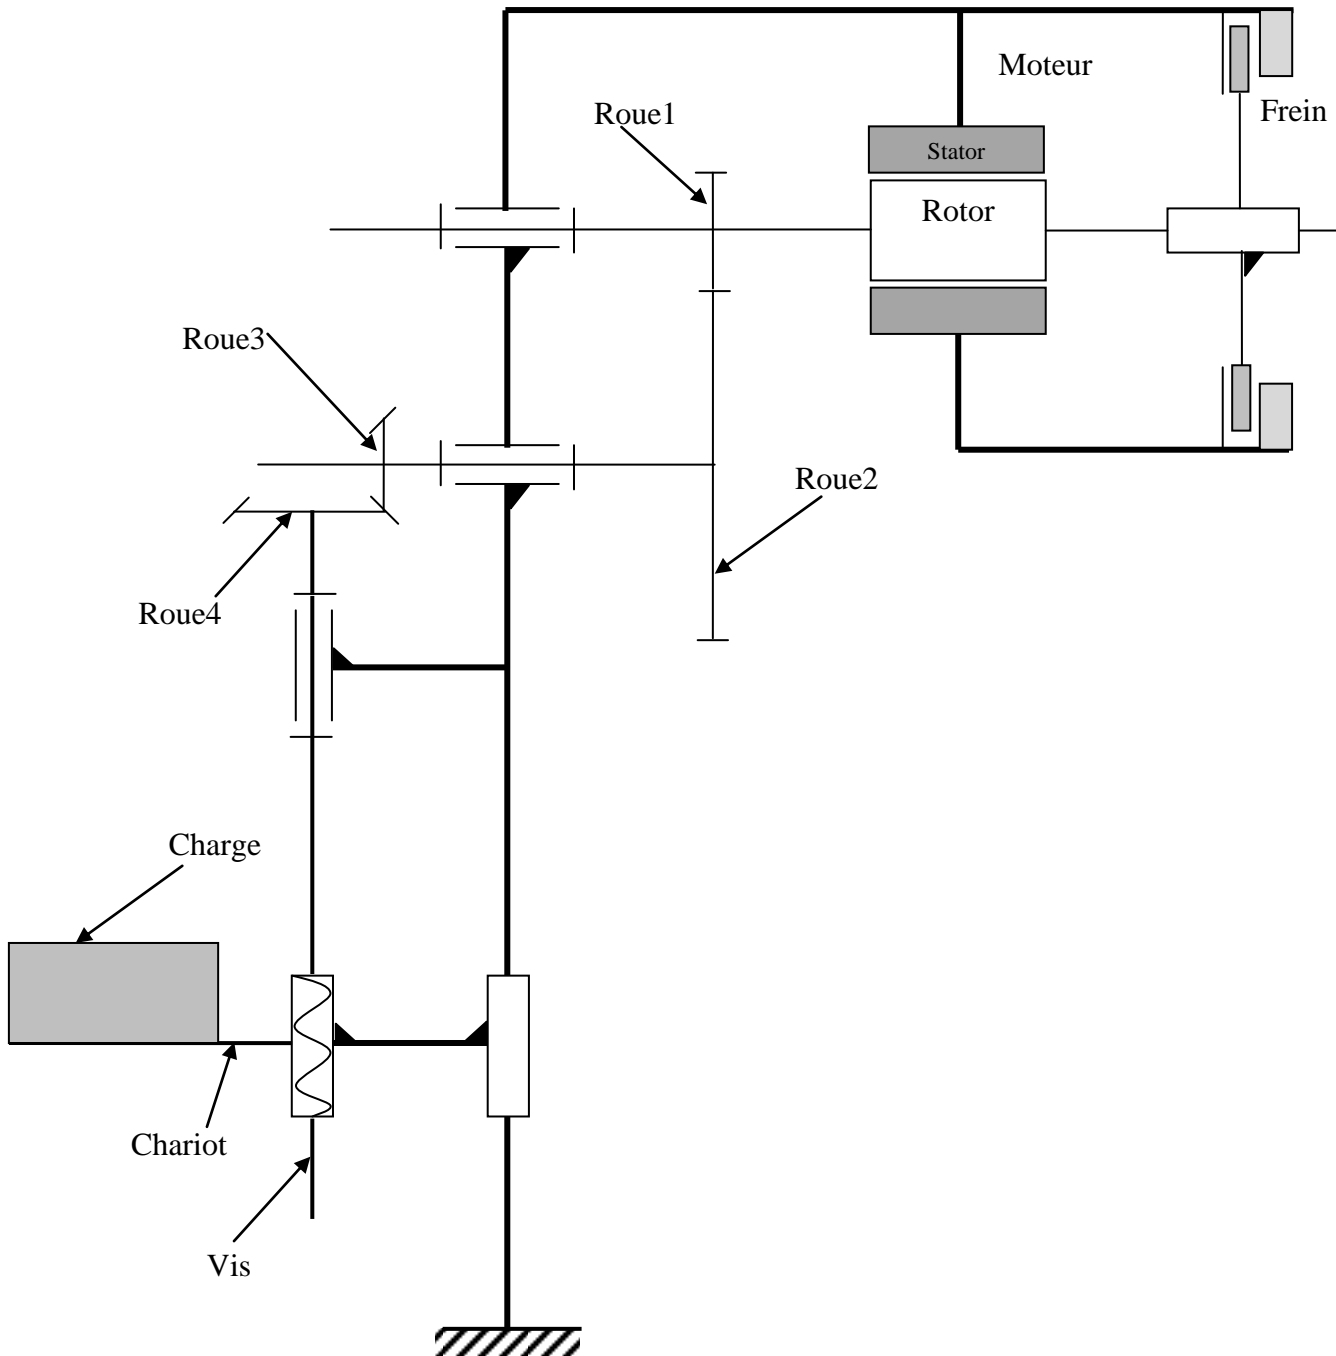 Moteur
Roue1
Frein
Stator
Rotor
Roue3
Roue2
Roue4
Charge
Chariot
Vis